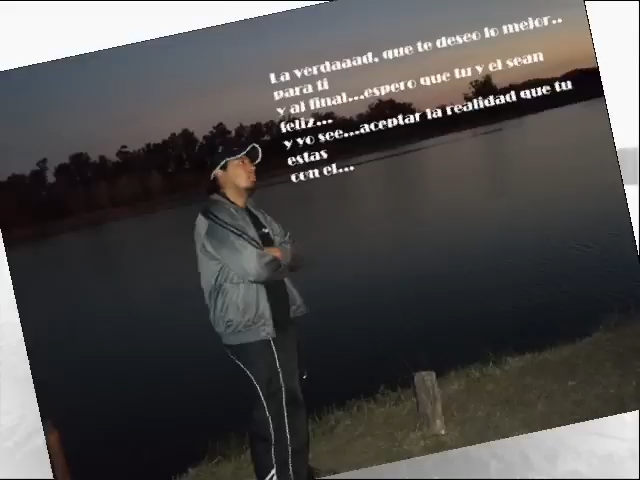 La verdaaad, que te deseo lo mejor..
para ti
y al final...espero que tu y el sean
feliz...
y yo see...aceptar la realidad que tu
estas
con el...